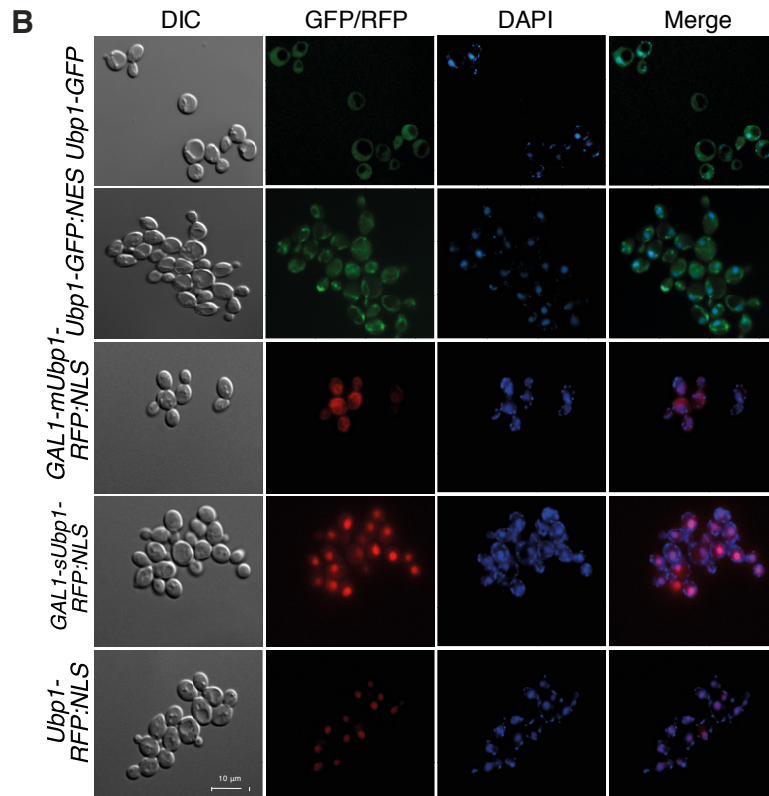 B
DIC GFP/RFP DAPI Merge
Ubp1-GFP
Ubp1-GFP:NES
GAL1-mUbp1-
RFP:NLS
GAL1-sUbp1-
RFP:NLS
Ubp1-
RFP:NLS
10 µm